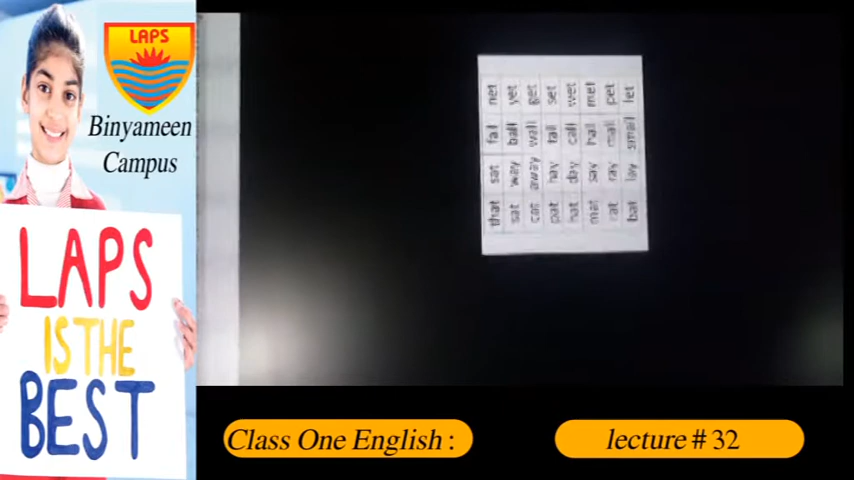 LAPS
Binyameen
Campus
LAPS
IS THE
BEST
that sat fall net
sat way ball yet
cat away wall get
pat hay tall set
hat day call wet
mat say hall met
rat ray mall pet
bat lay small let
Class One English :
lecture # 32